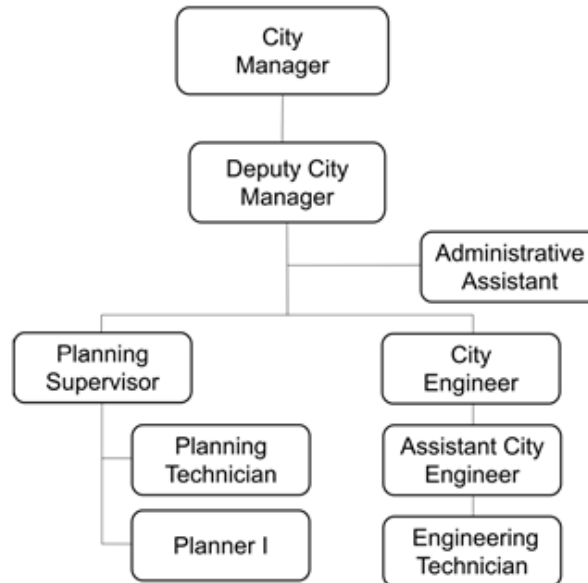 City
Manager
Deputy City
Manager
Administrative
Assistant
Planning
Supervisor
City
Engineer
Planning
Technician
Assistant City
Engineer
Planner I
Engineering
Technician